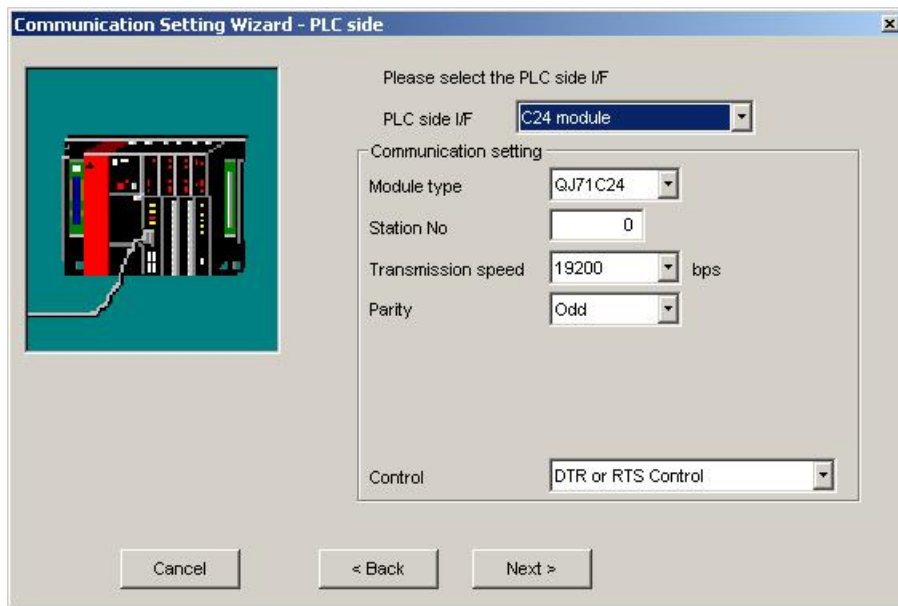 Communication Setting Wizard - PLC side
Please select the PLC side I/F
PLC side I/F C24 module
Communication setting
Module type QJ71C24
Station No 0
Transmission speed 19200 bps
Parity Odd
Control DTR or RTS Control
Cancel < Back Next >